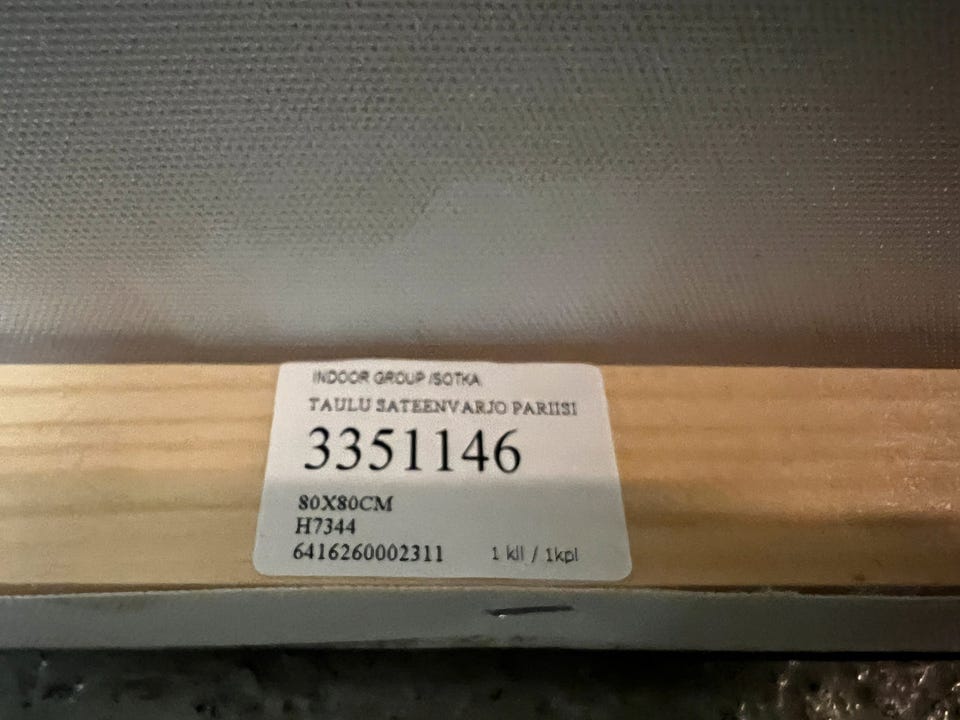 INDOOR GROUP /SOTKA
TAULU SATEENVARJO PARIISI
3351146
80X80CM
H7344
6416260002311 1 kll / 1kpl